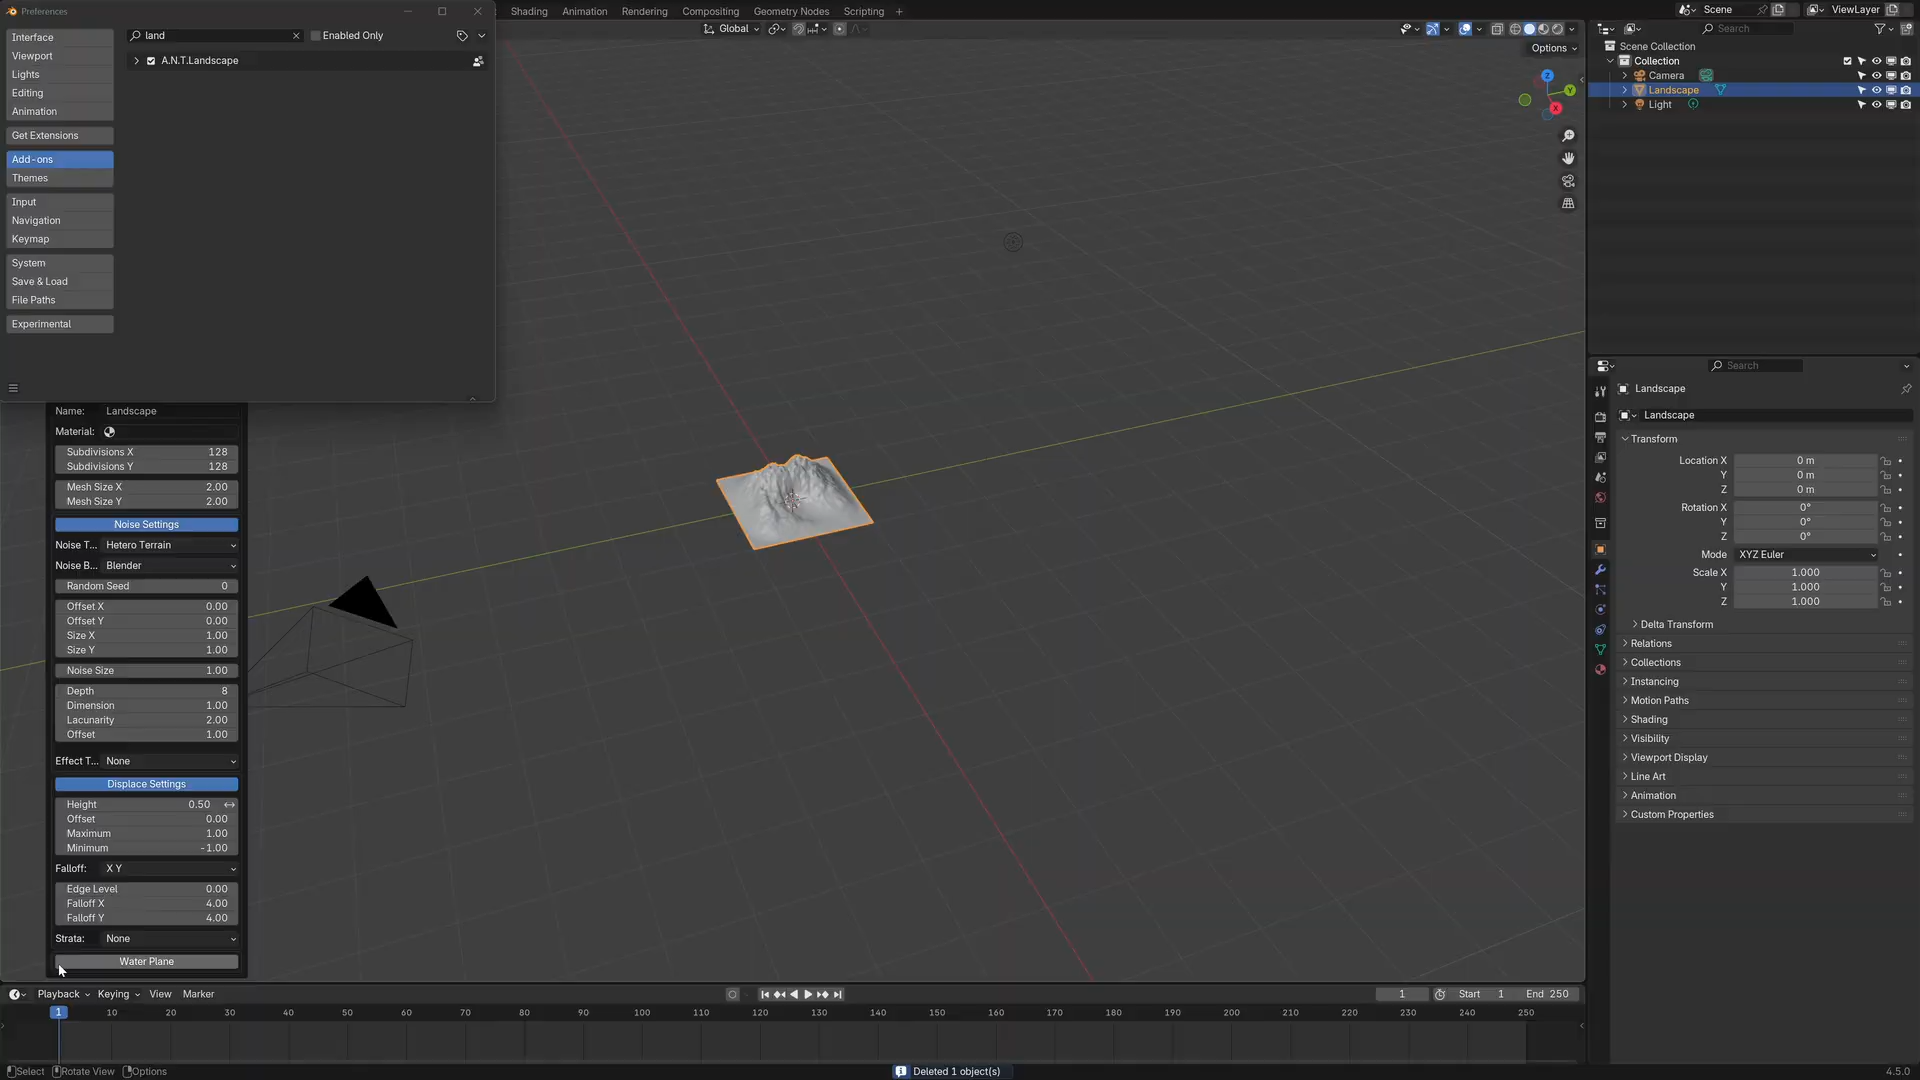 Preferences
Shading
Animation
Rendering
Compositing
Geometry Nodes
Scripting
+
Scene
ViewLayer
Interface
Viewport
Lights
Editing
Animation
Get Extensions
Add-ons
Themes
Input
Navigation
Keymap
System
Save & Load
File Paths
Experimental
land
Enabled Only
A.N.T.Landscape
Global
Options
Z
Y
X
Search
Scene Collection
Collection
Camera
Landscape
Light
Name: Landscape
Material:
Subdivisions X 128
Subdivisions Y 128
Mesh Size X 2.00
Mesh Size Y 2.00
Noise Settings
Noise T... Hetero Terrain
Noise B... Blender
Random Seed 0
Offset X 0.00
Offset Y 0.00
Size X 1.00
Size Y 1.00
Noise Size 1.00
Depth 8
Dimension 1.00
Lacunarity 2.00
Offset 1.00
Effect T... None
Displace Settings
Height 0.50
Offset 0.00
Maximum 1.00
Minimum -1.00
Falloff: X Y
Edge Level 0.00
Falloff X 4.00
Falloff Y 4.00
Strata: None
Water Plane
Search
Landscape
Landscape
Transform
Location X 0 m
Y 0 m
Z 0 m
Rotation X 0°
Y 0°
Z 0°
Mode XYZ Euler
Scale X 1.000
Y 1.000
Z 1.000
Delta Transform
Relations
Collections
Instancing
Motion Paths
Shading
Visibility
Viewport Display
Line Art
Animation
Custom Properties
Playback Keying View Marker
1 Start 1 End 250
1 10 20 30 40 50 60 70 80 90 100 110 120 130 140 150 160 170 180 190 200 210 220 230 240 250
Select Rotate View Options
Deleted 1 object(s)
4.5.0